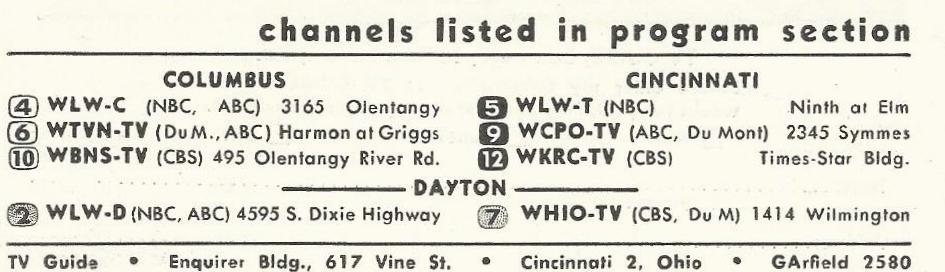 channels listed in program section
COLUMBUS
4 WLW-C (NBC, ABC) 3165 Olentangy
6 WTVN-TV (Du M., ABC) Harmon at Griggs
10 WBNS-TV (CBS) 495 Olentangy River Rd.
CINCINNATI
5 WLW-T (NBC) Ninth at Elm
9 WCPO-TV (ABC, Du Mont) 2345 Symmes
12 WKRC-TV (CBS) Times-Star Bldg.
DAYTON
2 WLW-D (NBC, ABC) 4595 S. Dixie Highway
7 WHIO-TV (CBS, Du M) 1414 Wilmington
TV Guide • Enquirer Bldg., 617 Vine St. • Cincinnati 2, Ohio • GArfield 2580